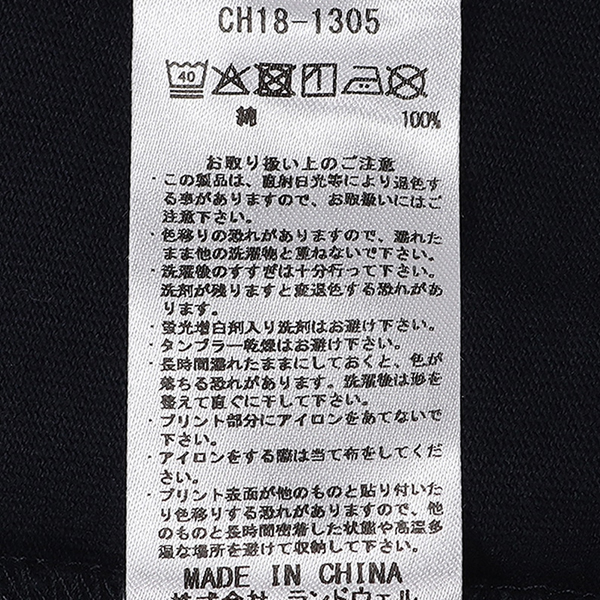 CH18-1305
40
綿 100%
お取り扱い上のご注意
・この製品は、直射日光等により退色す
る事がありますので、お取扱いにはご
注意下さい。
・色移りの恐れがありますので、濡れた
まま他の洗濯物と重ねないで下さい。
・洗濯後のすすぎは十分行って下さい。
洗剤が残りますと変退色する恐れがあ
ります。
・蛍光増白剤入り洗剤はお避け下さい。
・タンブラー乾燥はお避け下さい。
・長時間濡れたままにしておくと、色が
落ちる恐れがあります。洗濯後は形を
整えて直ぐに干して下さい。
・プリント部分にアイロンをあてないで
下さい。
・アイロンをする際は当て布をしてくだ
さい。
・プリント表面が他のものと貼り付いた
り色移りする恐れがありますので、他
のものと長時間密着した状態や高温多
湿な場所を避けて収納して下さい。
MADE IN CHINA
株式会社 ランドウェル